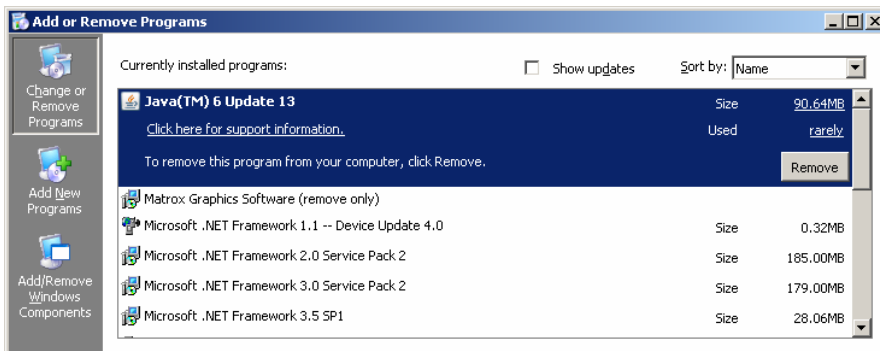 Add or Remove Programs
Change or
Remove
Programs
Add New
Programs
Add/Remove
Windows
Components
Currently installed programs:
Show updates
Sort by: Name
Java(TM) 6 Update 13 Size 90.64MB
Click here for support information. Used rarely
To remove this program from your computer, click Remove. Remove
Matrox Graphics Software (remove only)
Microsoft .NET Framework 1.1 -- Device Update 4.0 Size 0.32MB
Microsoft .NET Framework 2.0 Service Pack 2 Size 185.00MB
Microsoft .NET Framework 3.0 Service Pack 2 Size 179.00MB
Microsoft .NET Framework 3.5 SP1 Size 28.06MB